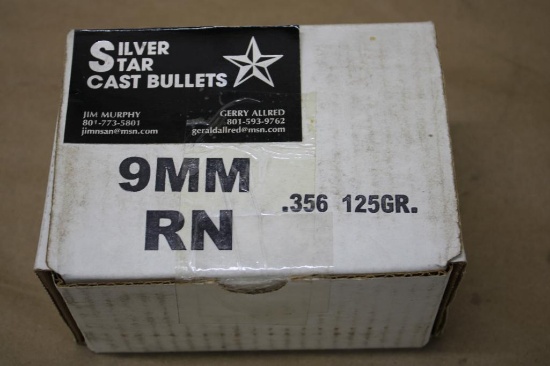 SILVER
STAR
CAST BULLETS
JIM MURPHY
801-773-5801
jimnsan@msn.com
GERRY ALLRED
801-593-9762
geraldallred@msn.com
9MM
RN
.356 125GR.